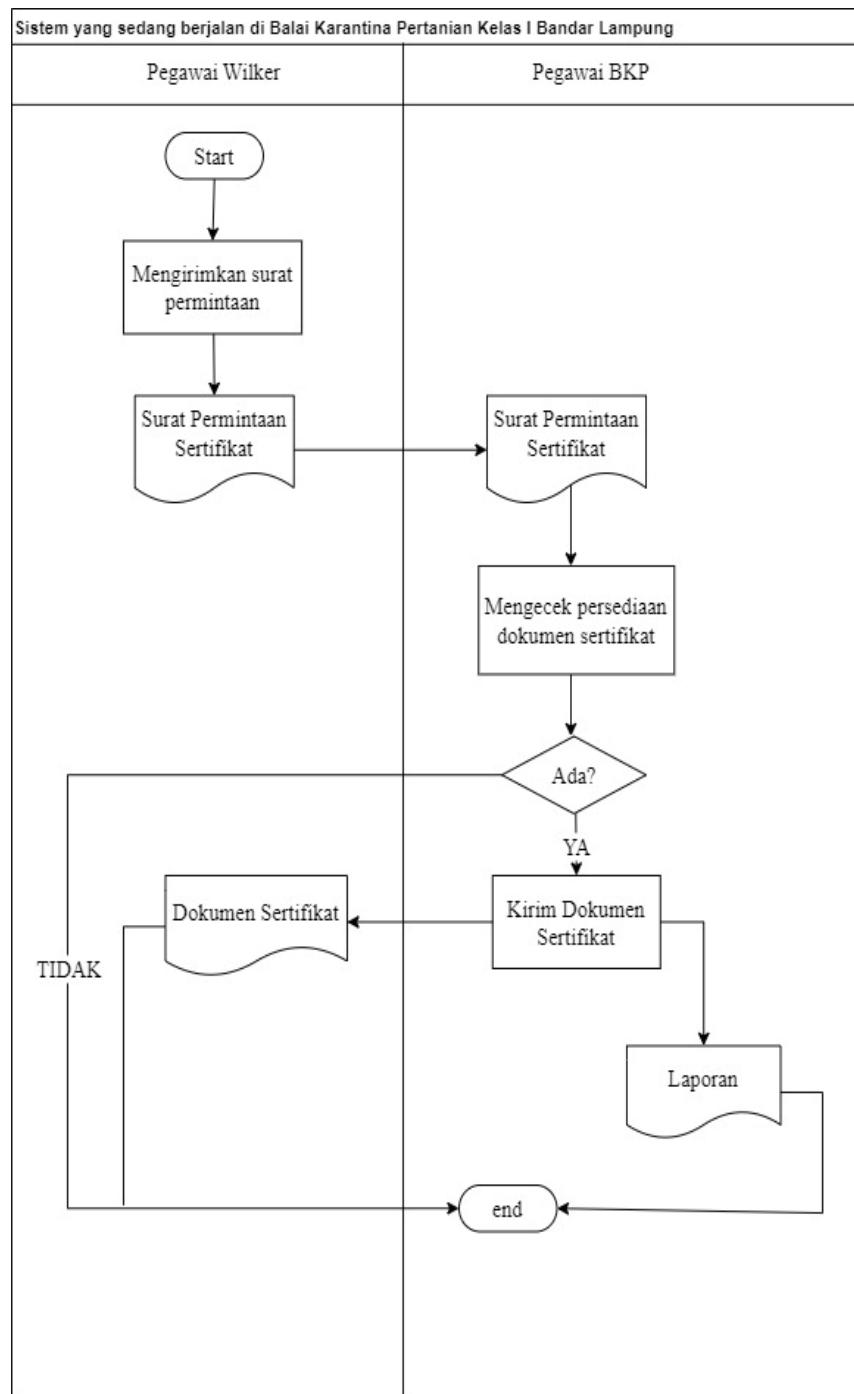 Sistem yang sedang berjalan di Balai Karantina Pertanian Kelas I Bandar Lampung
Pegawai Wilker
Pegawai BKP
Start
Mengirimkan surat
permintaan
Surat Permintaan
Sertifikat
Surat Permintaan
Sertifikat
Mengecek persediaan
dokumen sertifikat
Ada?
YA
Dokumen Sertifikat
Kirim Dokumen
Sertifikat
TIDAK
Laporan
end